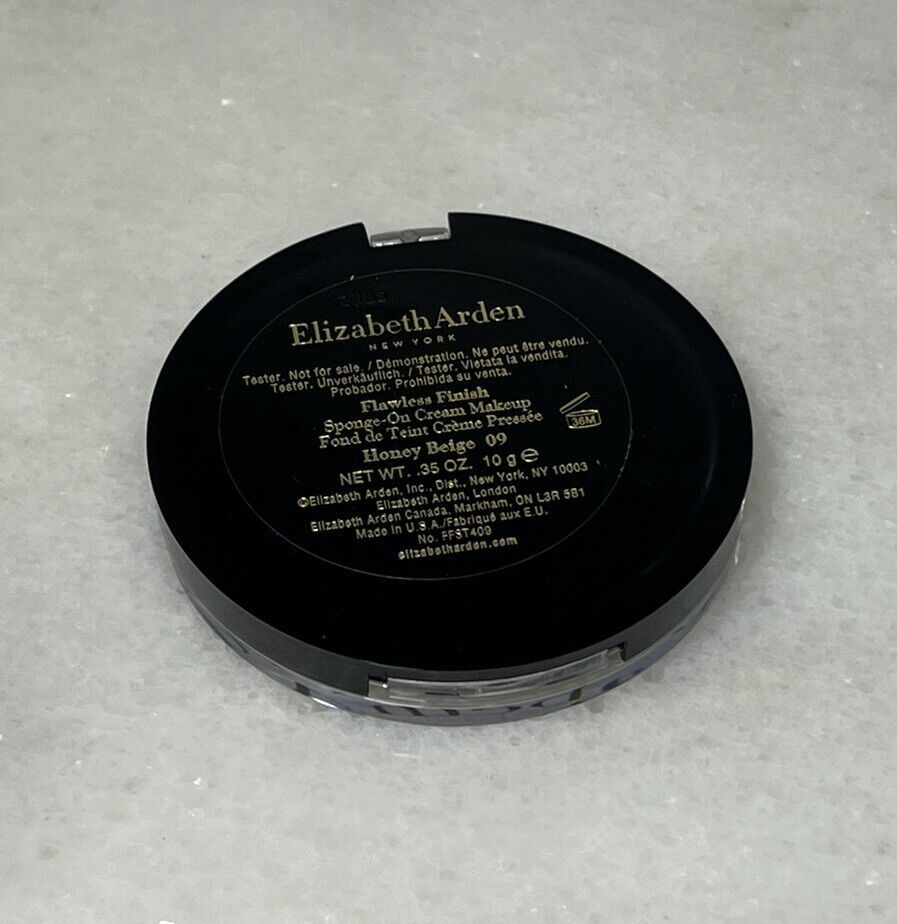 Elizabeth Arden
NEW YORK
Tester. Not for sale. / Démonstration. Ne peut être vendu.
Tester. Unverkäuflich. / Tester. Vietata la vendita.
Probador. Prohibida su venta.
Flawless Finish
Sponge-On Cream Makeup
Fond de Teint Crème Pressée
36M
Honey Beige 09
NET WT. .35 OZ. 10 g ℮
©Elizabeth Arden, Inc., Dist., New York, NY 10003
Elizabeth Arden, London
Elizabeth Arden Canada, Markham, ON L3R 5B1
Made in U.S.A./Fabriqué aux E.U.
No. FFST409
elizabetharden.com